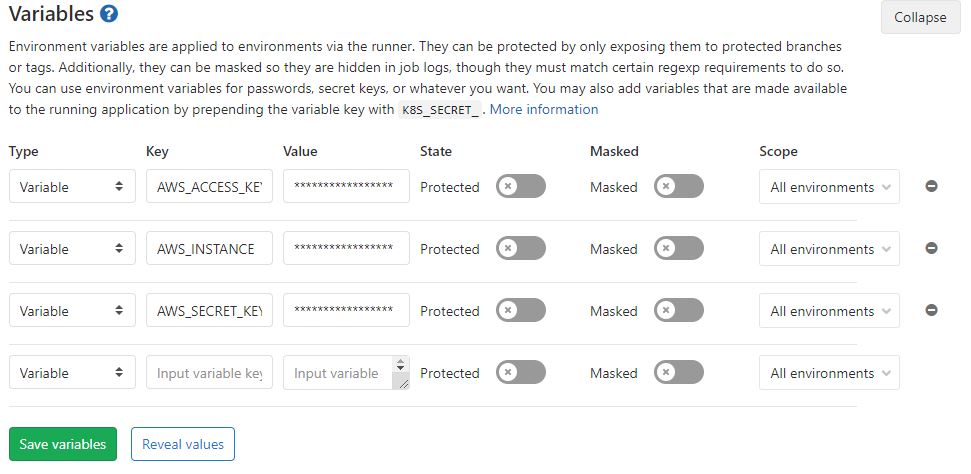 Variables ?
Collapse
Environment variables are applied to environments via the runner. They can be protected by only exposing them to protected branches
or tags. Additionally, they can be masked so they are hidden in job logs, though they must match certain regexp requirements to do so.
You can use environment variables for passwords, secret keys, or whatever you want. You may also add variables that are made available
to the running application by prepending the variable key with K8S_SECRET_ . More information
Type Key Value State Masked Scope
Variable AWS_ACCESS_KEY ***************** Protected Masked All environments
Variable AWS_INSTANCE ***************** Protected Masked All environments
Variable AWS_SECRET_KEY ***************** Protected Masked All environments
Variable Input variable key Input variable Protected Masked All environments
Save variables Reveal values